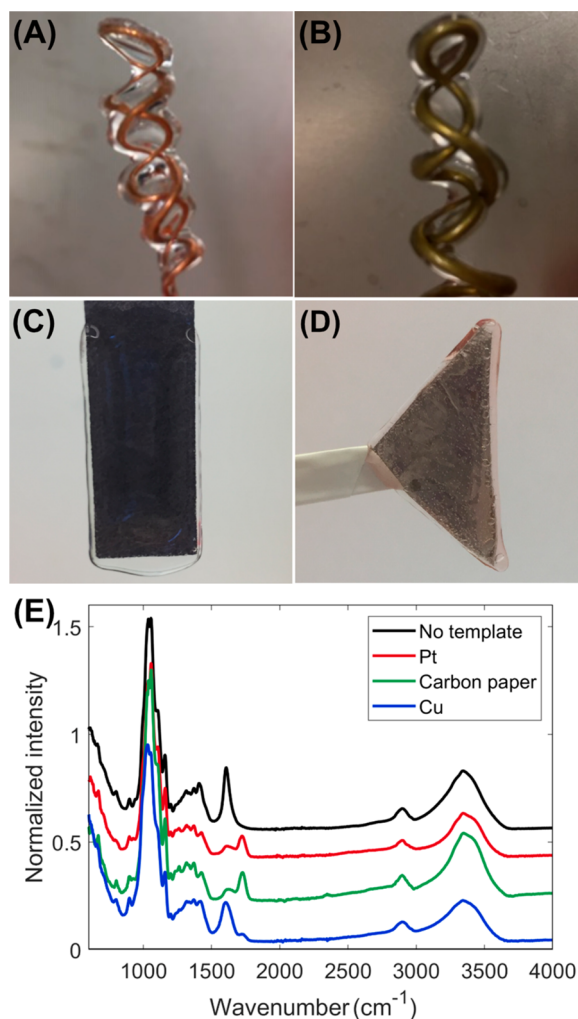 (A)
(B)
(C)
(D)
(E)
1.5
1
0.5
0
Normalized intensity
No template
Pt
Carbon paper
Cu
1000 1500 2000 2500 3000 3500 4000
Wavenumber (cm⁻¹)